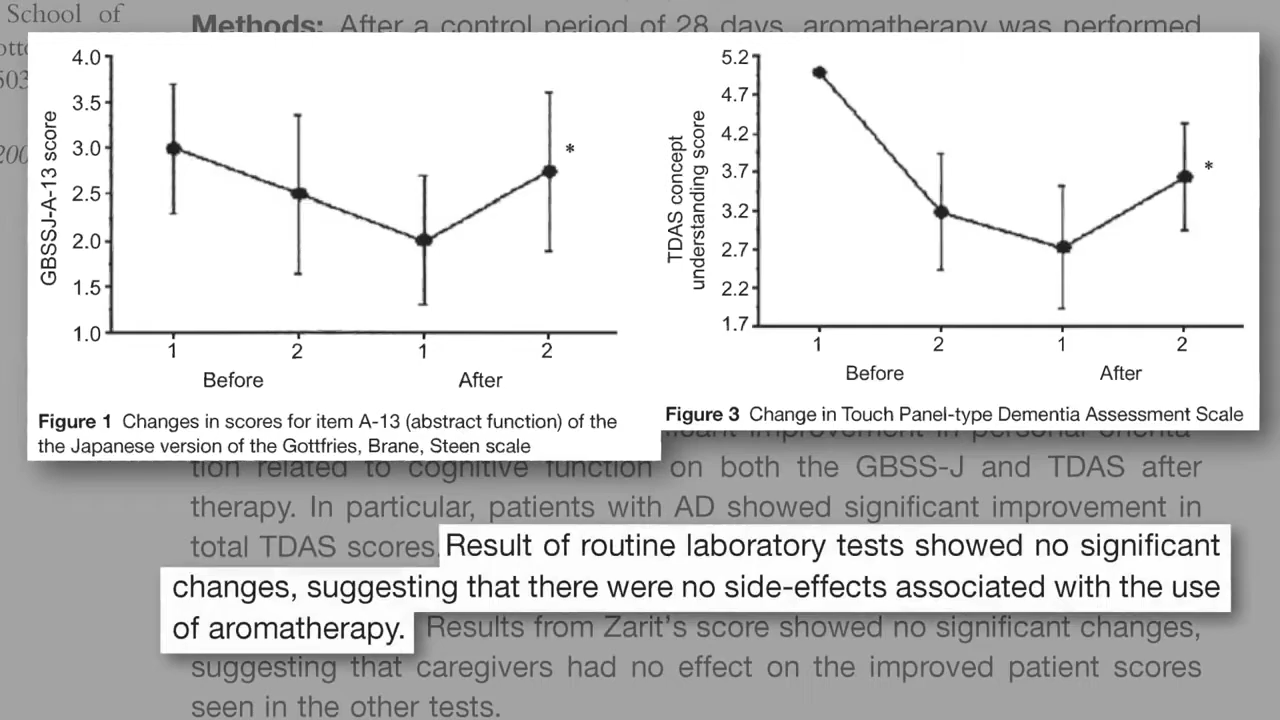 School of
Methods: After a control period of 28 days, aromatherapy was performed
4.0
3.5
3.0
2.5
2.0
1.5
1.0
GBSSJ-A-13 score
*
1 2 1 2
Before After
Figure 1 Changes in scores for item A-13 (abstract function) of the
the Japanese version of the Gottfries, Brane, Steen scale
5.2
4.7
4.2
3.7
3.2
2.7
2.2
1.7
TDAS concept
understanding score
*
1 2 1 2
Before After
Figure 3 Change in Touch Panel-type Dementia Assessment Scale
improvement in personal orienta-
tion related to cognitive function on both the GBSS-J and TDAS after
therapy. In particular, patients with AD showed significant improvement in
total TDAS scores. Result of routine laboratory tests showed no significant
changes, suggesting that there were no side-effects associated with the use
of aromatherapy. Results from Zarit's score showed no significant changes,
suggesting that caregivers had no effect on the improved patient scores
seen in the other tests.